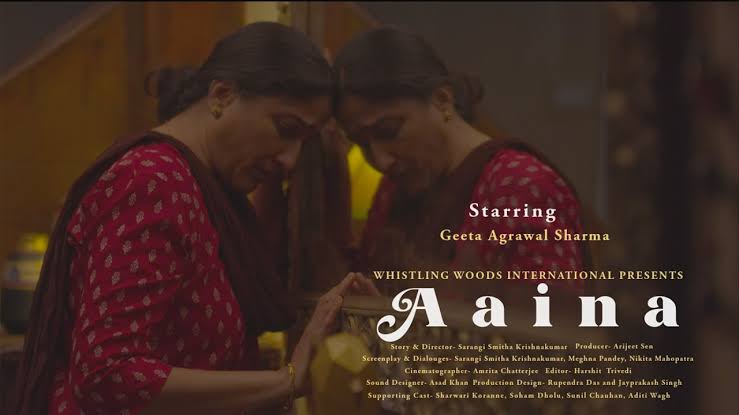 Starring
Geeta Agrawal Sharma
WHISTLING WOODS INTERNATIONAL PRESENTS
Aaina
Story & Director- Sarangi Smitha Krishnakumar Producer- Arijeet Sen
Screenplay & Dialouges- Sarangi Smitha Krishnakumar, Meghna Pandey, Nikita Mahopatra
Cinematographer- Amrita Chatterjee Editor- Harshit Trivedi
Sound Designer- Asad Khan Production Design- Rupendra Das and Jayprakash Singh
Supporting Cast- Sharwari Koranne, Soham Dholu, Sunil Chauhan, Aditi Wagh